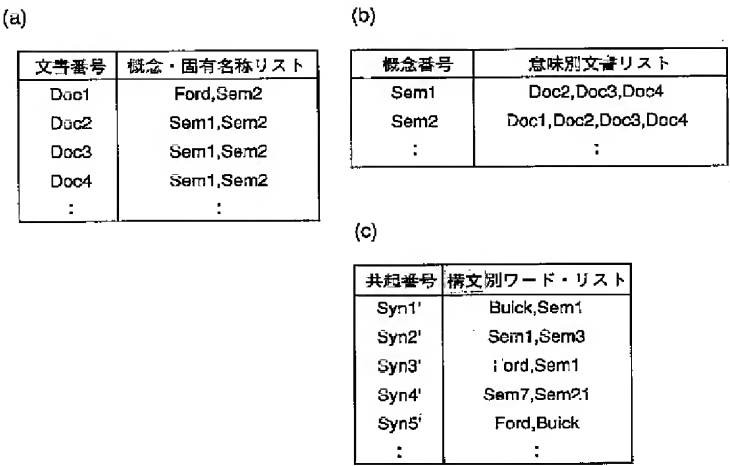 (a)
文書番号 概念・固有名称リスト
Doc1 Ford,Sem2
Doc2 Sem1,Sem2
Doc3 Sem1,Sem2
Doc4 Sem1,Sem2
: :
(b)
概念番号 意味別文書リスト
Sem1 Doc2,Doc3,Doc4
Sem2 Doc1,Doc2,Doc3,Doc4
: :
(c)
共起番号 構文別ワード・リスト
Syn1' Buick,Sem1
Syn2' Sem1,Sem3
Syn3' Ford,Sem1
Syn4' Sem7,Sem21
Syn5' Ford,Buick
: :